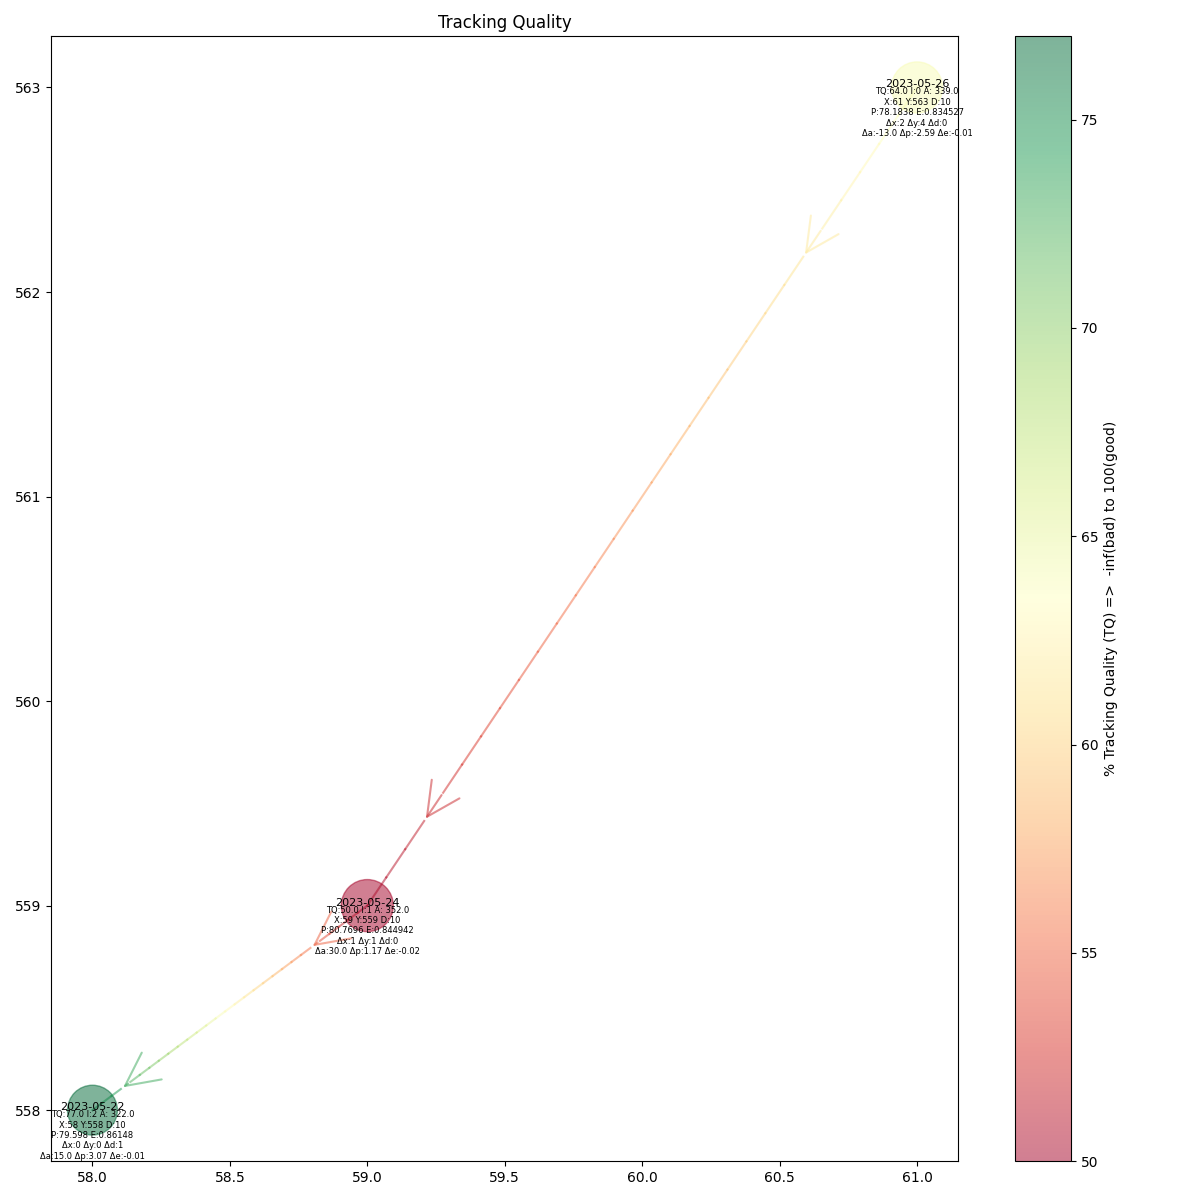 Tracking Quality
563
562
561
560
559
558
58.0
58.5
59.0
59.5
60.0
60.5
61.0
2023-05-26
TQ:64.0 I:0 A: 339.0
X:61 Y:563 D:10
P:78.1838 E:0.834527
Δx:2 Δy:4 Δd:0
Δa:-13.0 Δp:-2.59 Δe:-0.01
2023-05-24
TQ:50.0 I:1 A: 352.0
X:59 Y:559 D:10
P:80.7696 E:0.844942
Δx:1 Δy:1 Δd:0
Δa:30.0 Δp:1.17 Δe:-0.02
2023-05-22
TQ:77.0 I:2 A: 322.0
X:58 Y:558 D:10
P:79.598 E:0.86148
Δx:0 Δy:0 Δd:1
Δa:15.0 Δp:3.07 Δe:-0.01
75
70
65
60
55
50
% Tracking Quality (TQ) =>  -inf(bad) to 100(good)